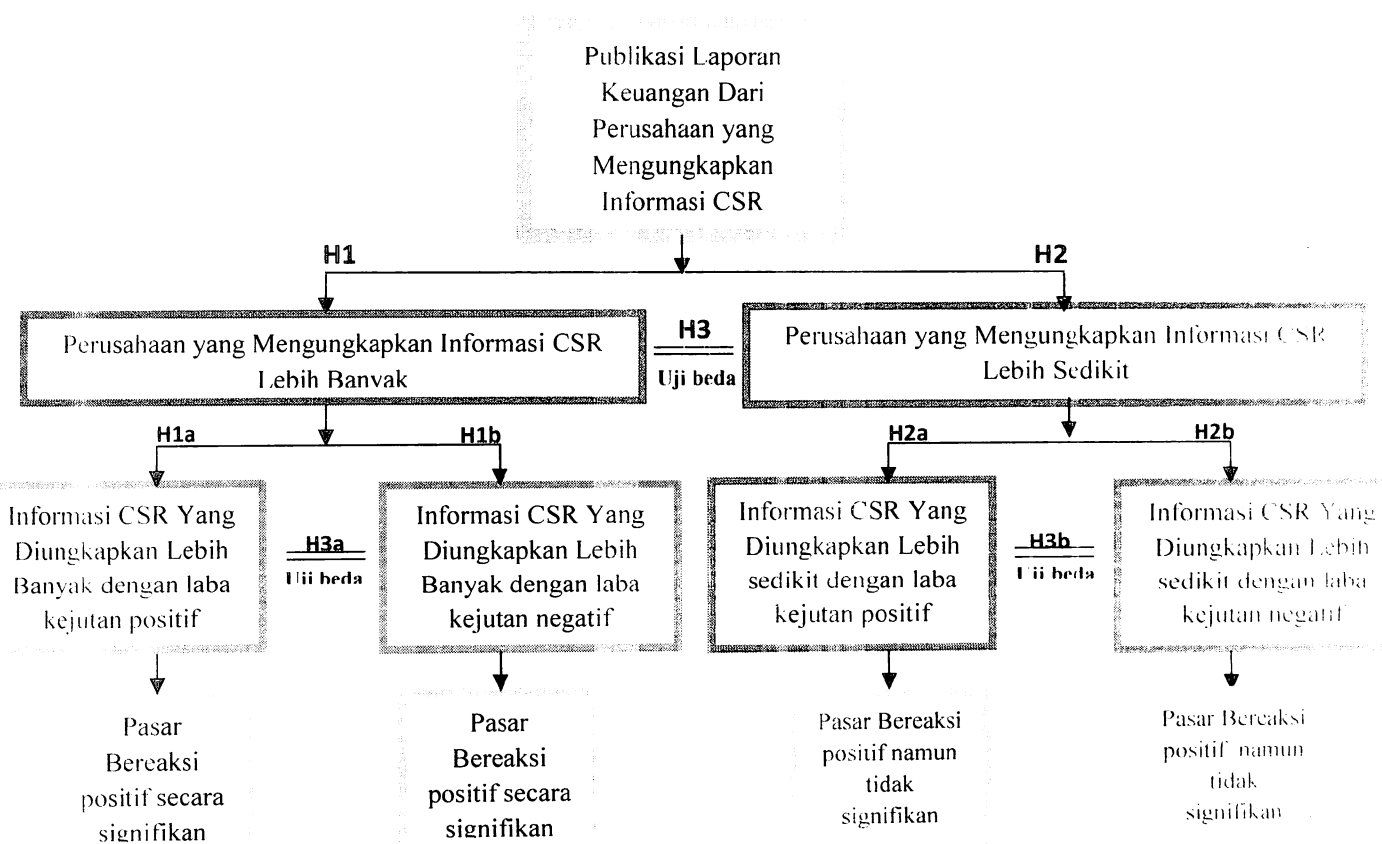 Publikasi Laporan
Keuangan Dari
Perusahaan yang
Mengungkapkan
Informasi CSR
H1
H2
Perusahaan yang Mengungkapkan Informasi CSR
Lebih Banyak
H3
Uji beda
Perusahaan yang Mengungkapkan Informasi CSR
Lebih Sedikit
H1a
H1b
H2a
H2b
Informasi CSR Yang
Diungkapkan Lebih
Banyak dengan laba
kejutan positif
H3a
Uji beda
Informasi CSR Yang
Diungkapkan Lebih
Banyak dengan laba
kejutan negatif
Informasi CSR Yang
Diungkapkan Lebih
sedikit dengan laba
kejutan positif
H3b
Uji beda
Informasi CSR Yang
Diungkapkan Lebih
sedikit dengan laba
kejutan negatif
Pasar
Bereaksi
positif secara
signifikan
Pasar
Bereaksi
positif secara
signifikan
Pasar Bereaksi
positif namun
tidak
signifikan
Pasar Bereaksi
positif namun
tidak
signifikan